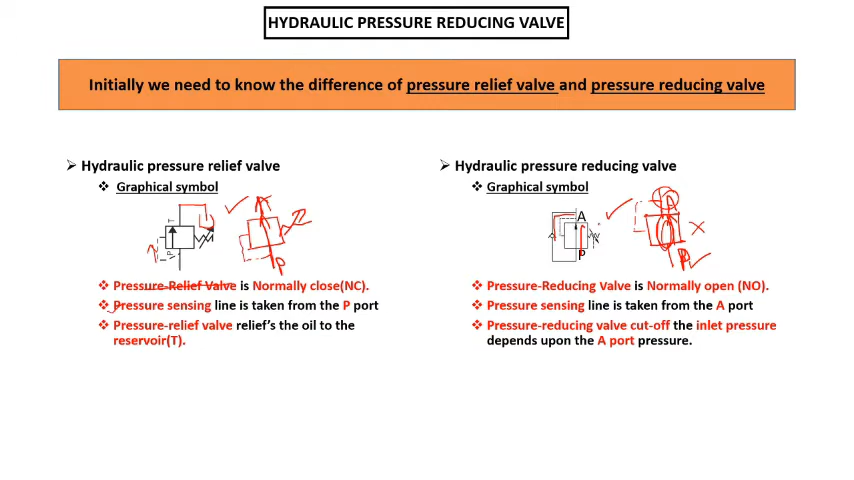 HYDRAULIC PRESSURE REDUCING VALVE
Initially we need to know the difference of pressure relief valve and pressure reducing valve
Hydraulic pressure relief valve
Graphical symbol
T
P
A
P
Pressure-Relief Valve is Normally close(NC).
Pressure sensing line is taken from the P port
Pressure-relief valve relief's the oil to the
reservoir(T).
Hydraulic pressure reducing valve
Graphical symbol
A
P
A
P
Pressure-Reducing Valve is Normally open (NO).
Pressure sensing line is taken from the A port
Pressure-reducing valve cut-off the inlet pressure
depends upon the A port pressure.